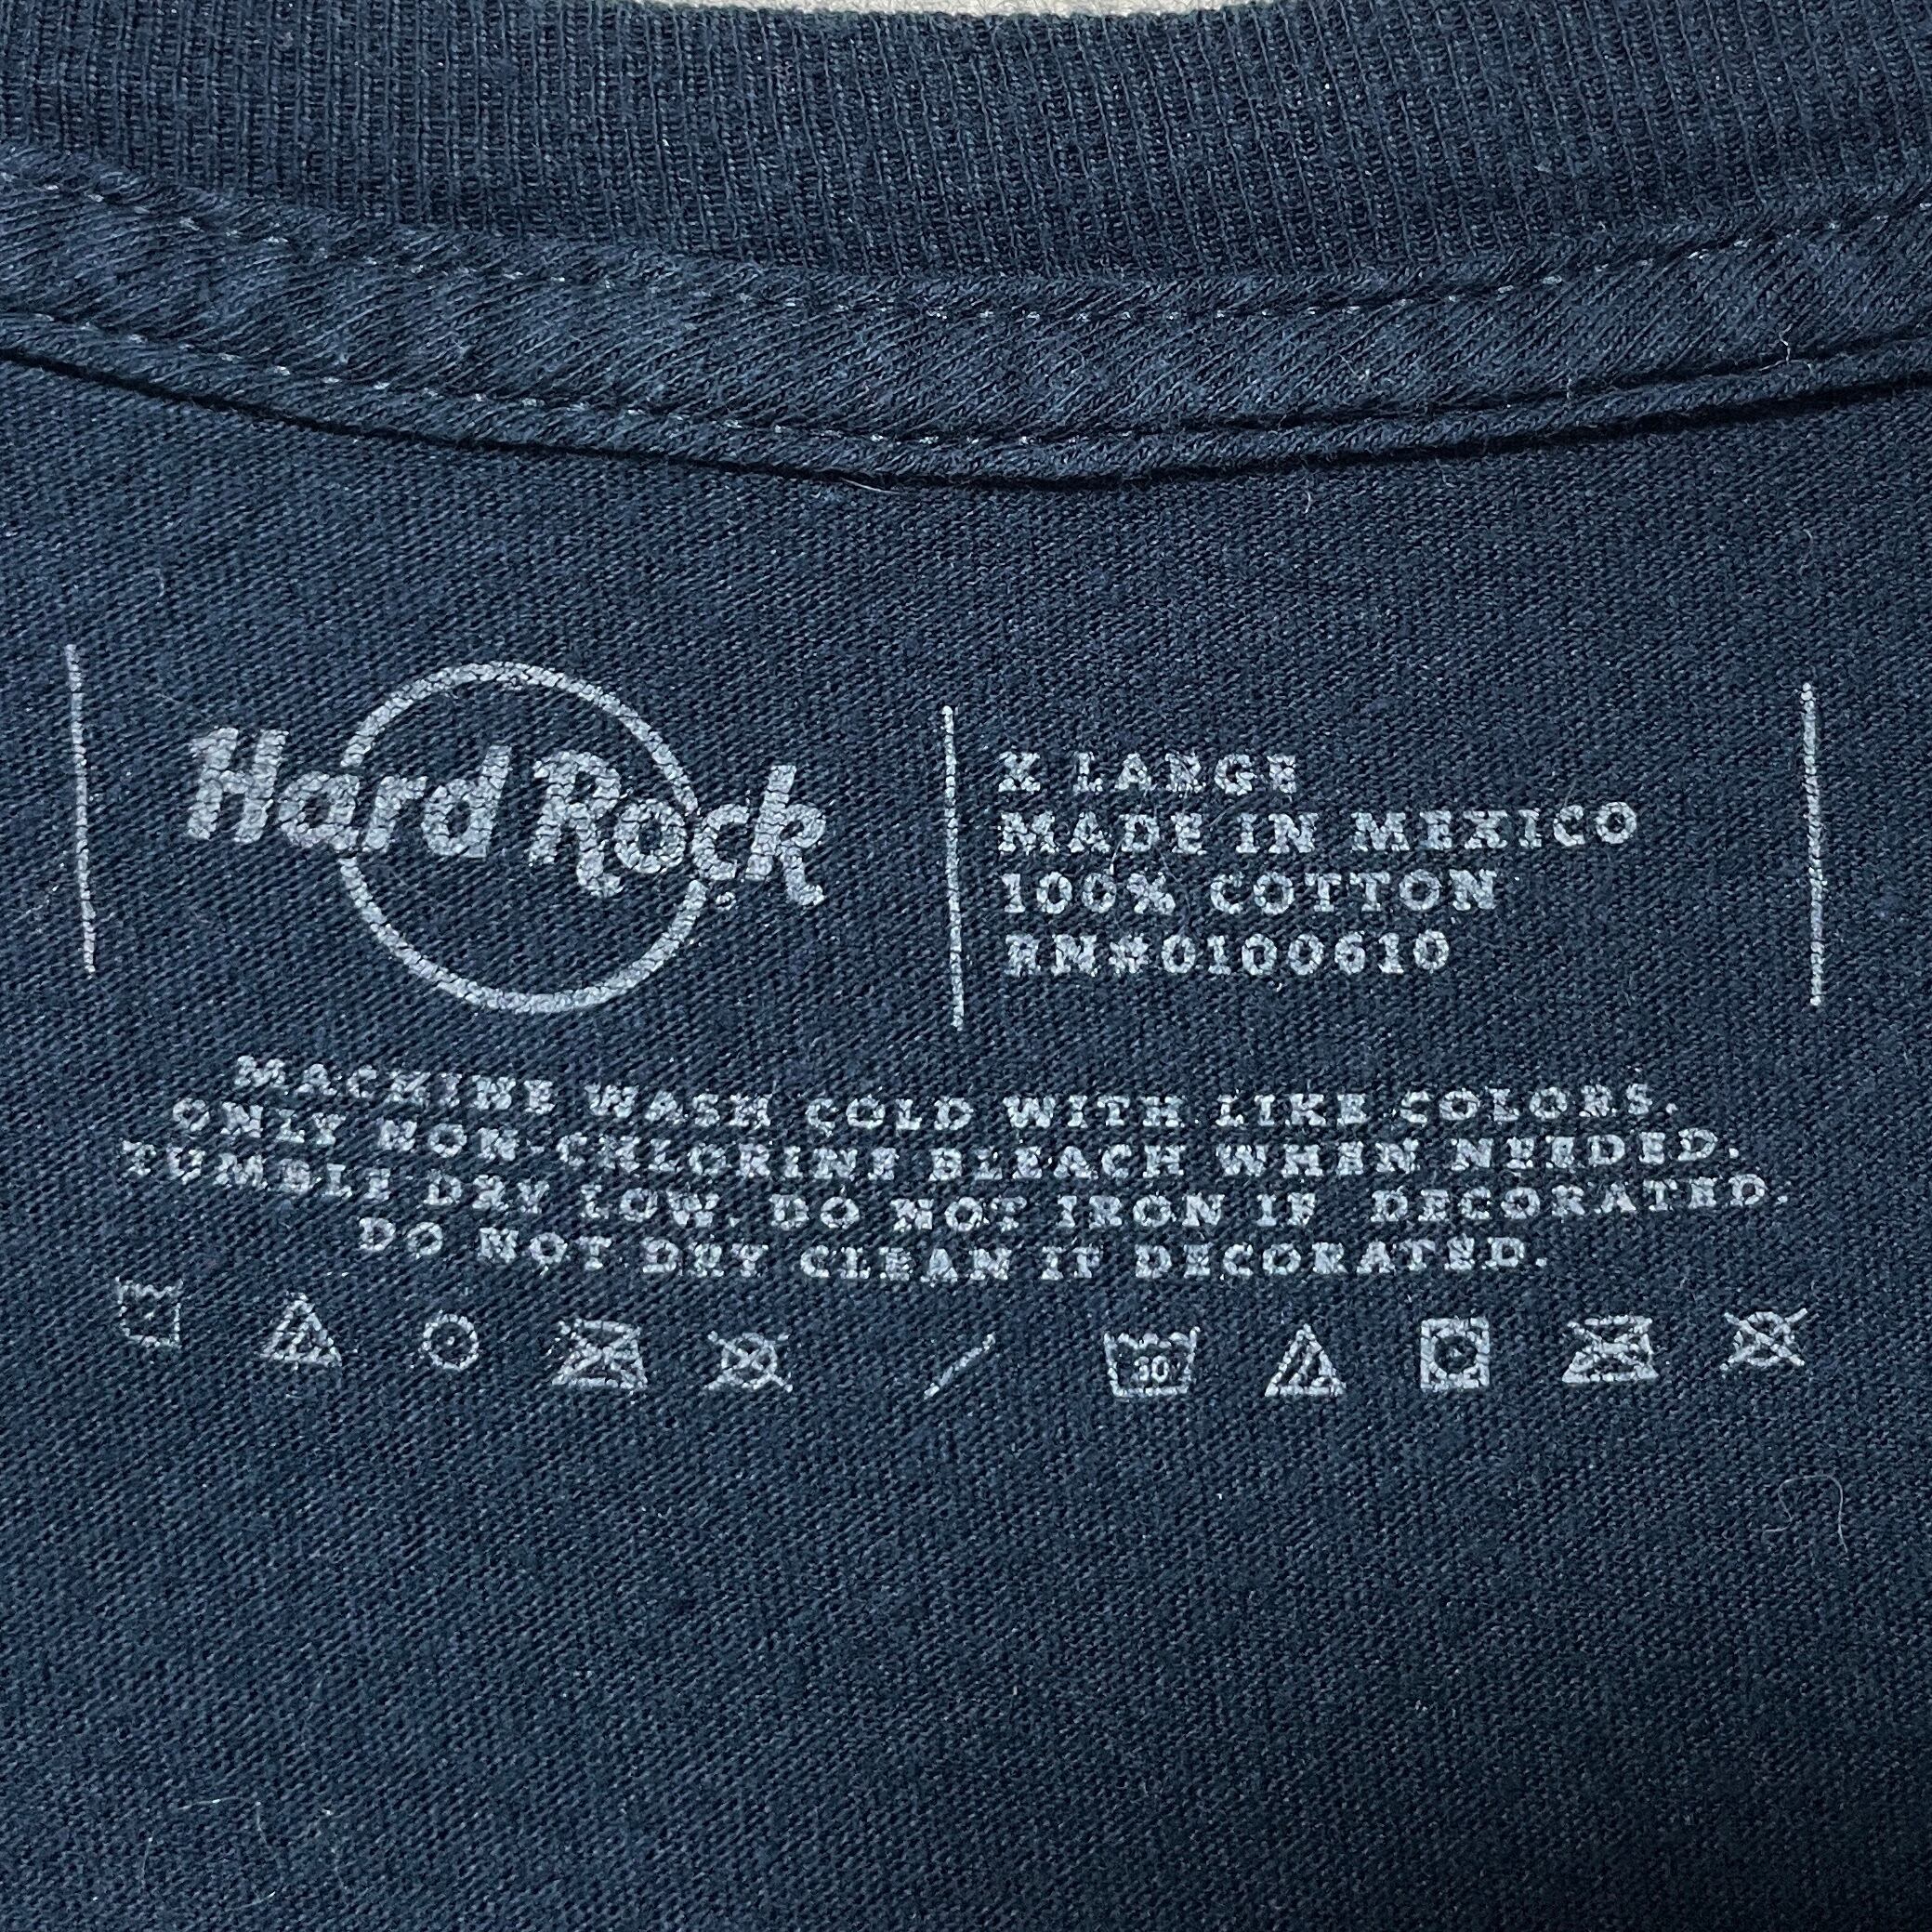 Hard Rock®
X LARGE
MADE IN MEXICO
100% COTTON
RN#0100610
MACHINE WASH COLD WITH LIKE COLORS.
ONLY NON-CHLORINE BLEACH WHEN NEEDED.
TUMBLE DRY LOW. DO NOT IRON IF DECORATED.
DO NOT DRY CLEAN IF DECORATED.
30